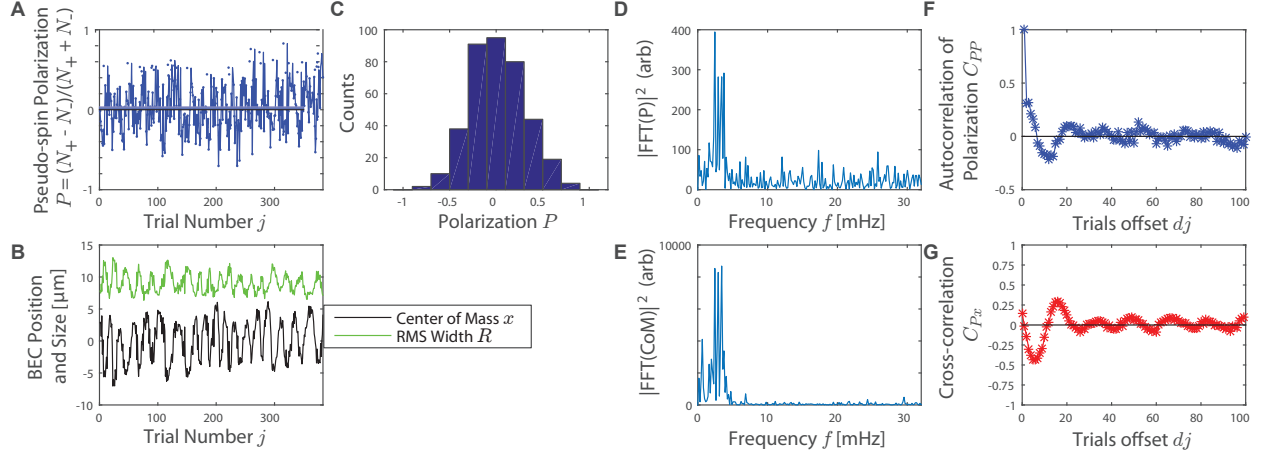 A
Pseudo-spin Polarization
P = (N+ - N-)/(N+ + N-)
1
0
-1
0
100
200
300
Trial Number j
B
BEC Position
and Size [µm]
15
10
5
0
-5
-10
0
100
200
300
Trial Number j
Center of Mass x
RMS Width R
C
Counts
100
80
60
40
20
0
-1
-0.5
0
0.5
1
Polarization P
D
|FFT(P)|² (arb)
400
300
200
100
0
0
10
20
30
Frequency f [mHz]
E
|FFT(CoM)|² (arb)
10000
0
0
10
20
30
Frequency f [mHz]
F
Autocorrelation of
Polarization CPP
1
0.5
0
-0.5
0
20
40
60
80
100
Trials offset dj
G
Cross-correlation
CPx
1
0.75
0.5
0.25
0
-0.25
-0.5
-0.75
-1
0
20
40
60
80
100
Trials offset dj